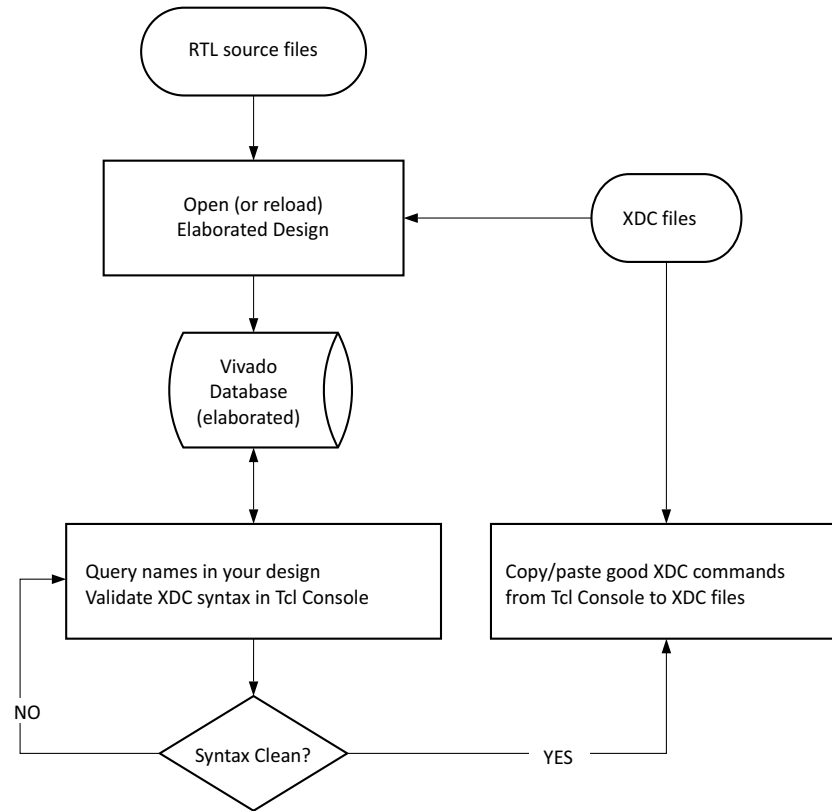 RTL source files
Open (or reload)
Elaborated Design
XDC files
Vivado
Database
(elaborated)
Query names in your design
Validate XDC syntax in Tcl Console
Copy/paste good XDC commands
from Tcl Console to XDC files
NO
Syntax Clean?
YES